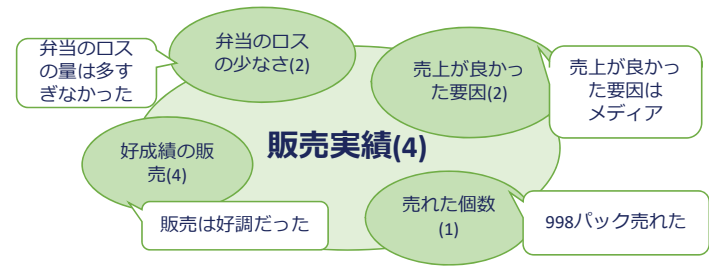 弁当のロス
の量は多す
ぎなかった
弁当のロス
の少なさ(2)
売上が良かっ
た要因(2)
売上が良かっ
た要因は
メディア
販売実績(4)
好成績の販
売(4)
販売は好調だった
売れた個数
(1)
998パック売れた